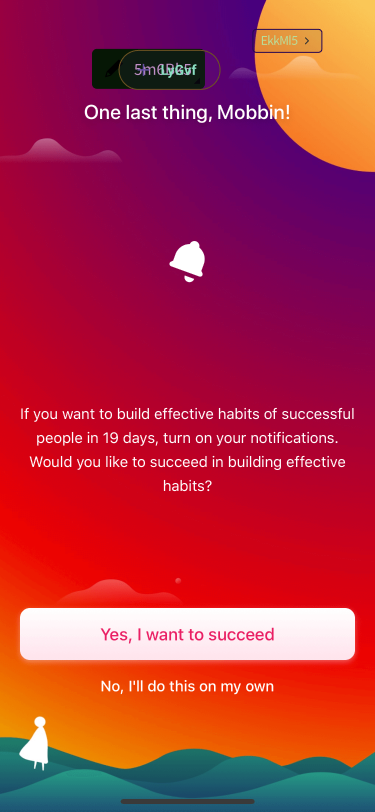 EkkMl5
LyGvf
One last thing, Mobbin!
If you want to build effective habits of successful
people in 19 days, turn on your notifications.
Would you like to succeed in building effective
habits?
Yes, I want to succeed
No, I'll do this on my own